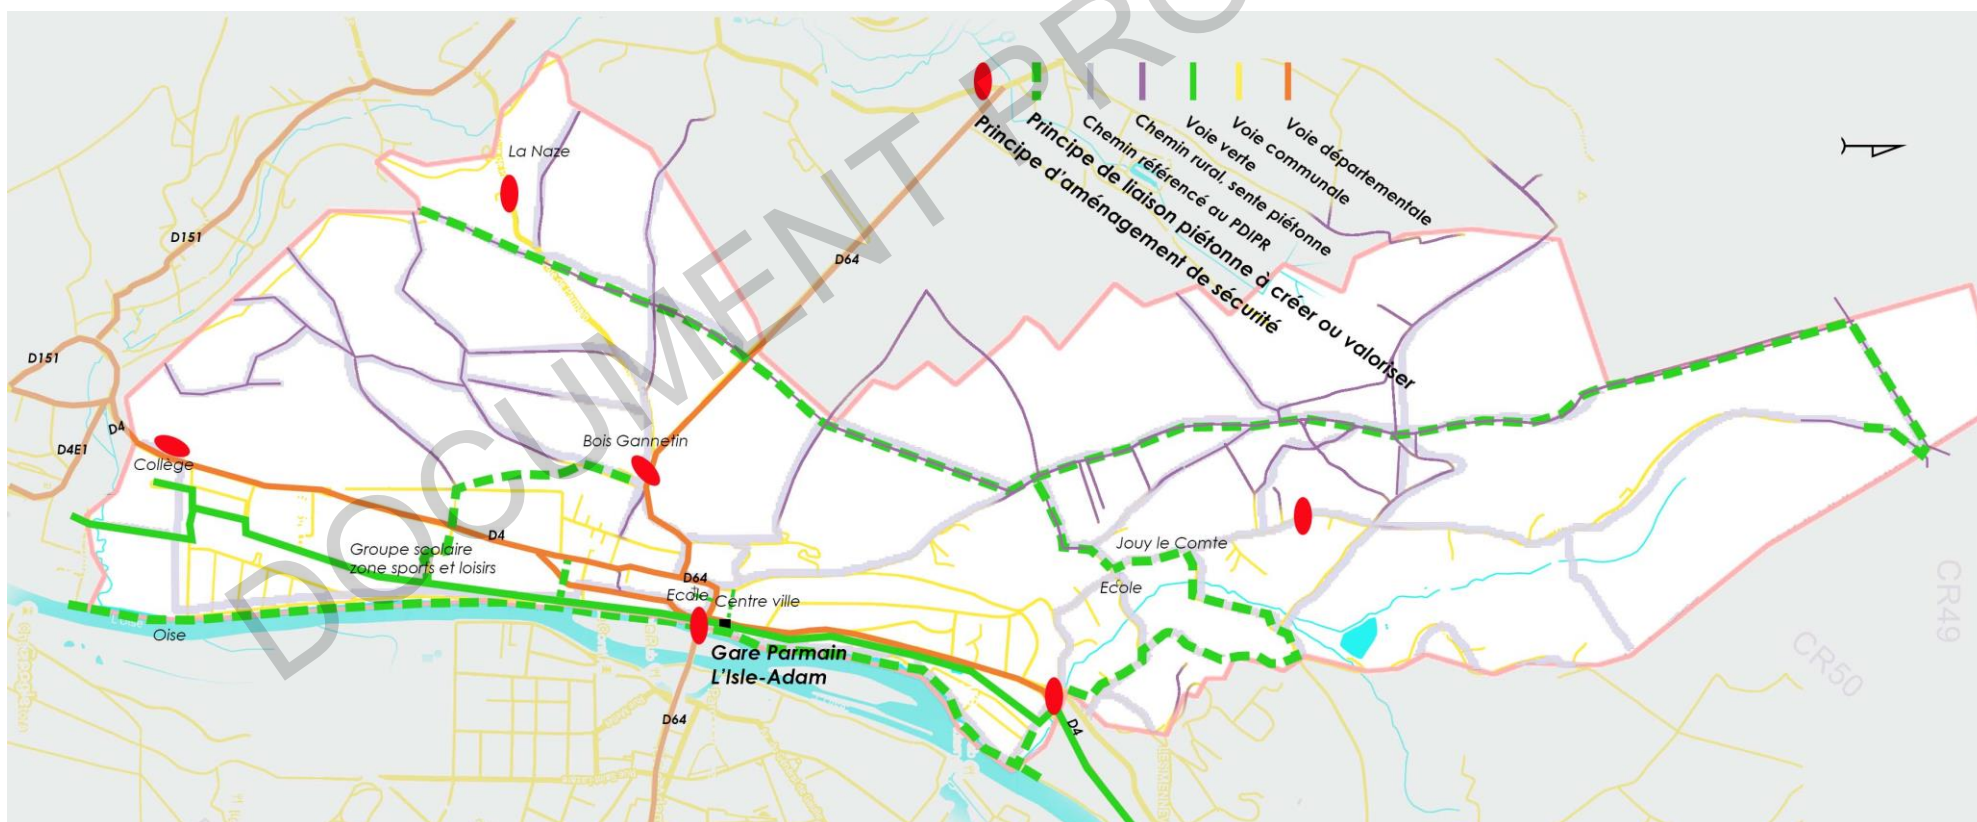 DOCUMENT PRO
Principe d'aménagement de sécurité
Principe de liaison piétonne à créer ou valoriser
Chemin référencé au PDIPR
Chemin rural, sente piétonne
Voie verte
Voie communale
Voie départementale
La Naze
D151
D64
D151
D4
D4E1
Collège
Bois Gannetin
D4
Groupe scolaire
zone sports et loisirs
Jouy le Comte
Ecole
D64
Ecole
Centre ville
L'Oise
Oise
Gare Parmain
L'Isle-Adam
D64
D4
CR49
CR50